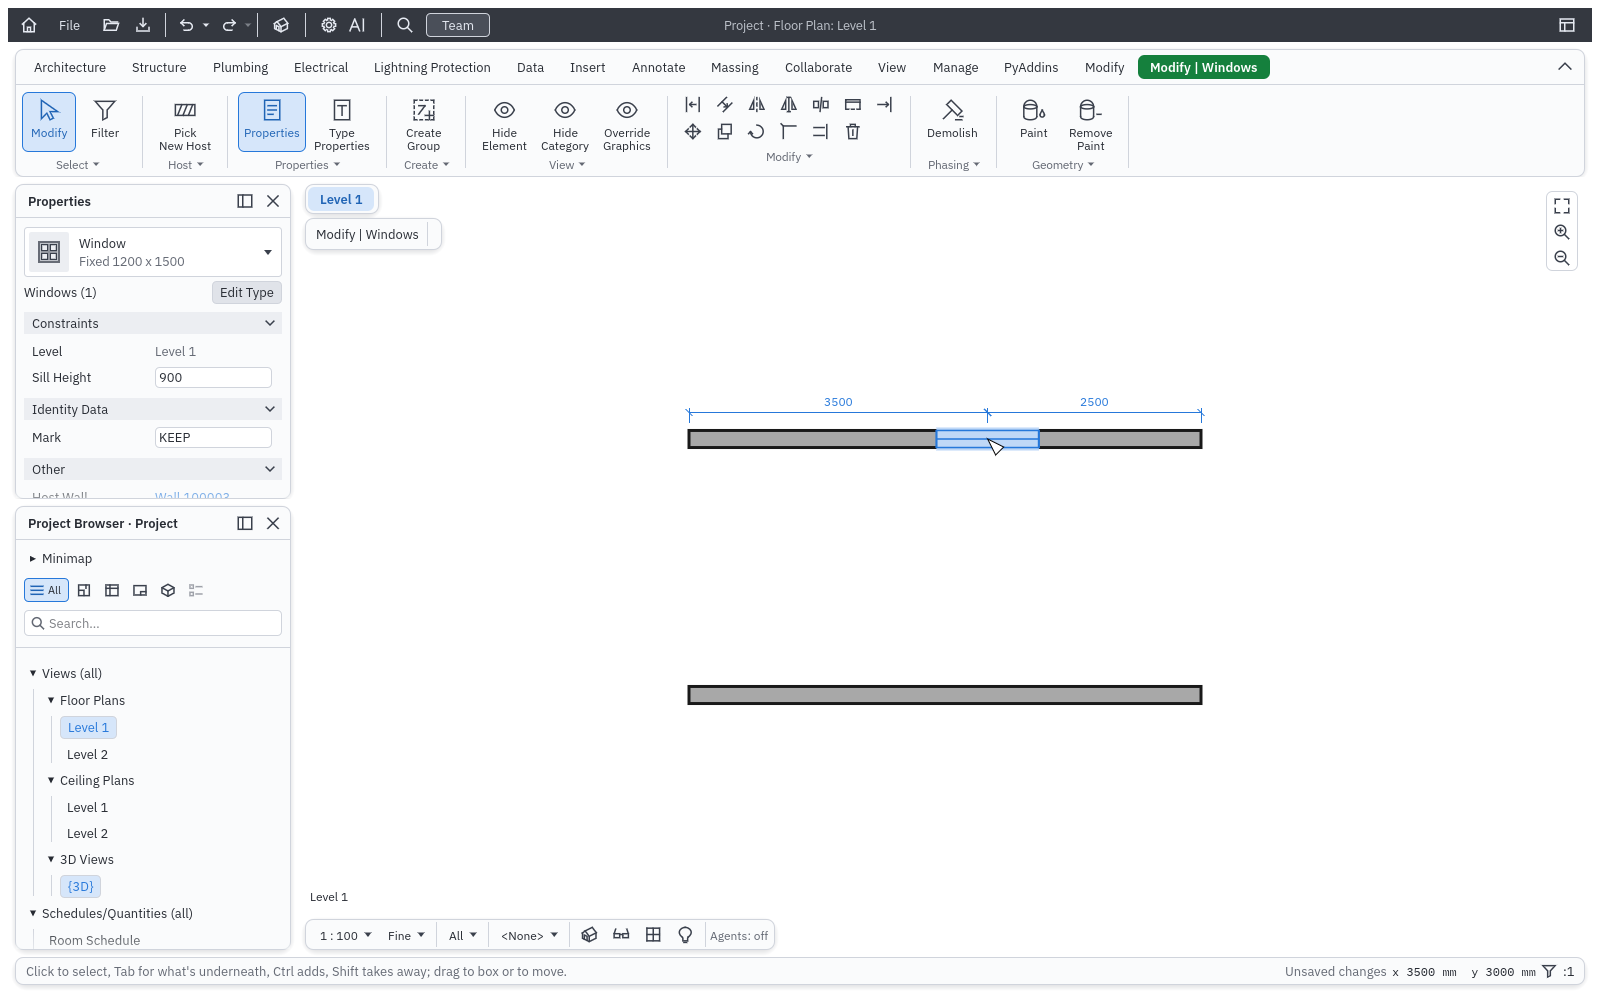 File
AI
Team
Project · Floor Plan: Level 1
Architecture Structure Plumbing Electrical Lightning Protection Data Insert Annotate Massing Collaborate View Manage PyAddins Modify Modify | Windows
Modify
Filter
Select
Pick
New Host
Host
Properties
Type
Properties
Properties
Create
Group
Create
Hide
Element
Hide
Category
Override
Graphics
View
Modify
Demolish
Phasing
Paint
Remove
Paint
Geometry
Properties
Window
Fixed 1200 x 1500
Windows (1)
Edit Type
Constraints
Level Level 1
Sill Height 900
Identity Data
Mark KEEP
Other
Host Wall Wall 100003
Project Browser · Project
Minimap
All
Search...
Views (all)
Floor Plans
Level 1
Level 2
Ceiling Plans
Level 1
Level 2
3D Views
{3D}
Schedules/Quantities (all)
Room Schedule
Level 1
Modify | Windows
3500 2500
Level 1
1 : 100 Fine All <None> Agents: off
Click to select, Tab for what's underneath, Ctrl adds, Shift takes away; drag to box or to move.
Unsaved changes x 3500 mm y 3000 mm :1